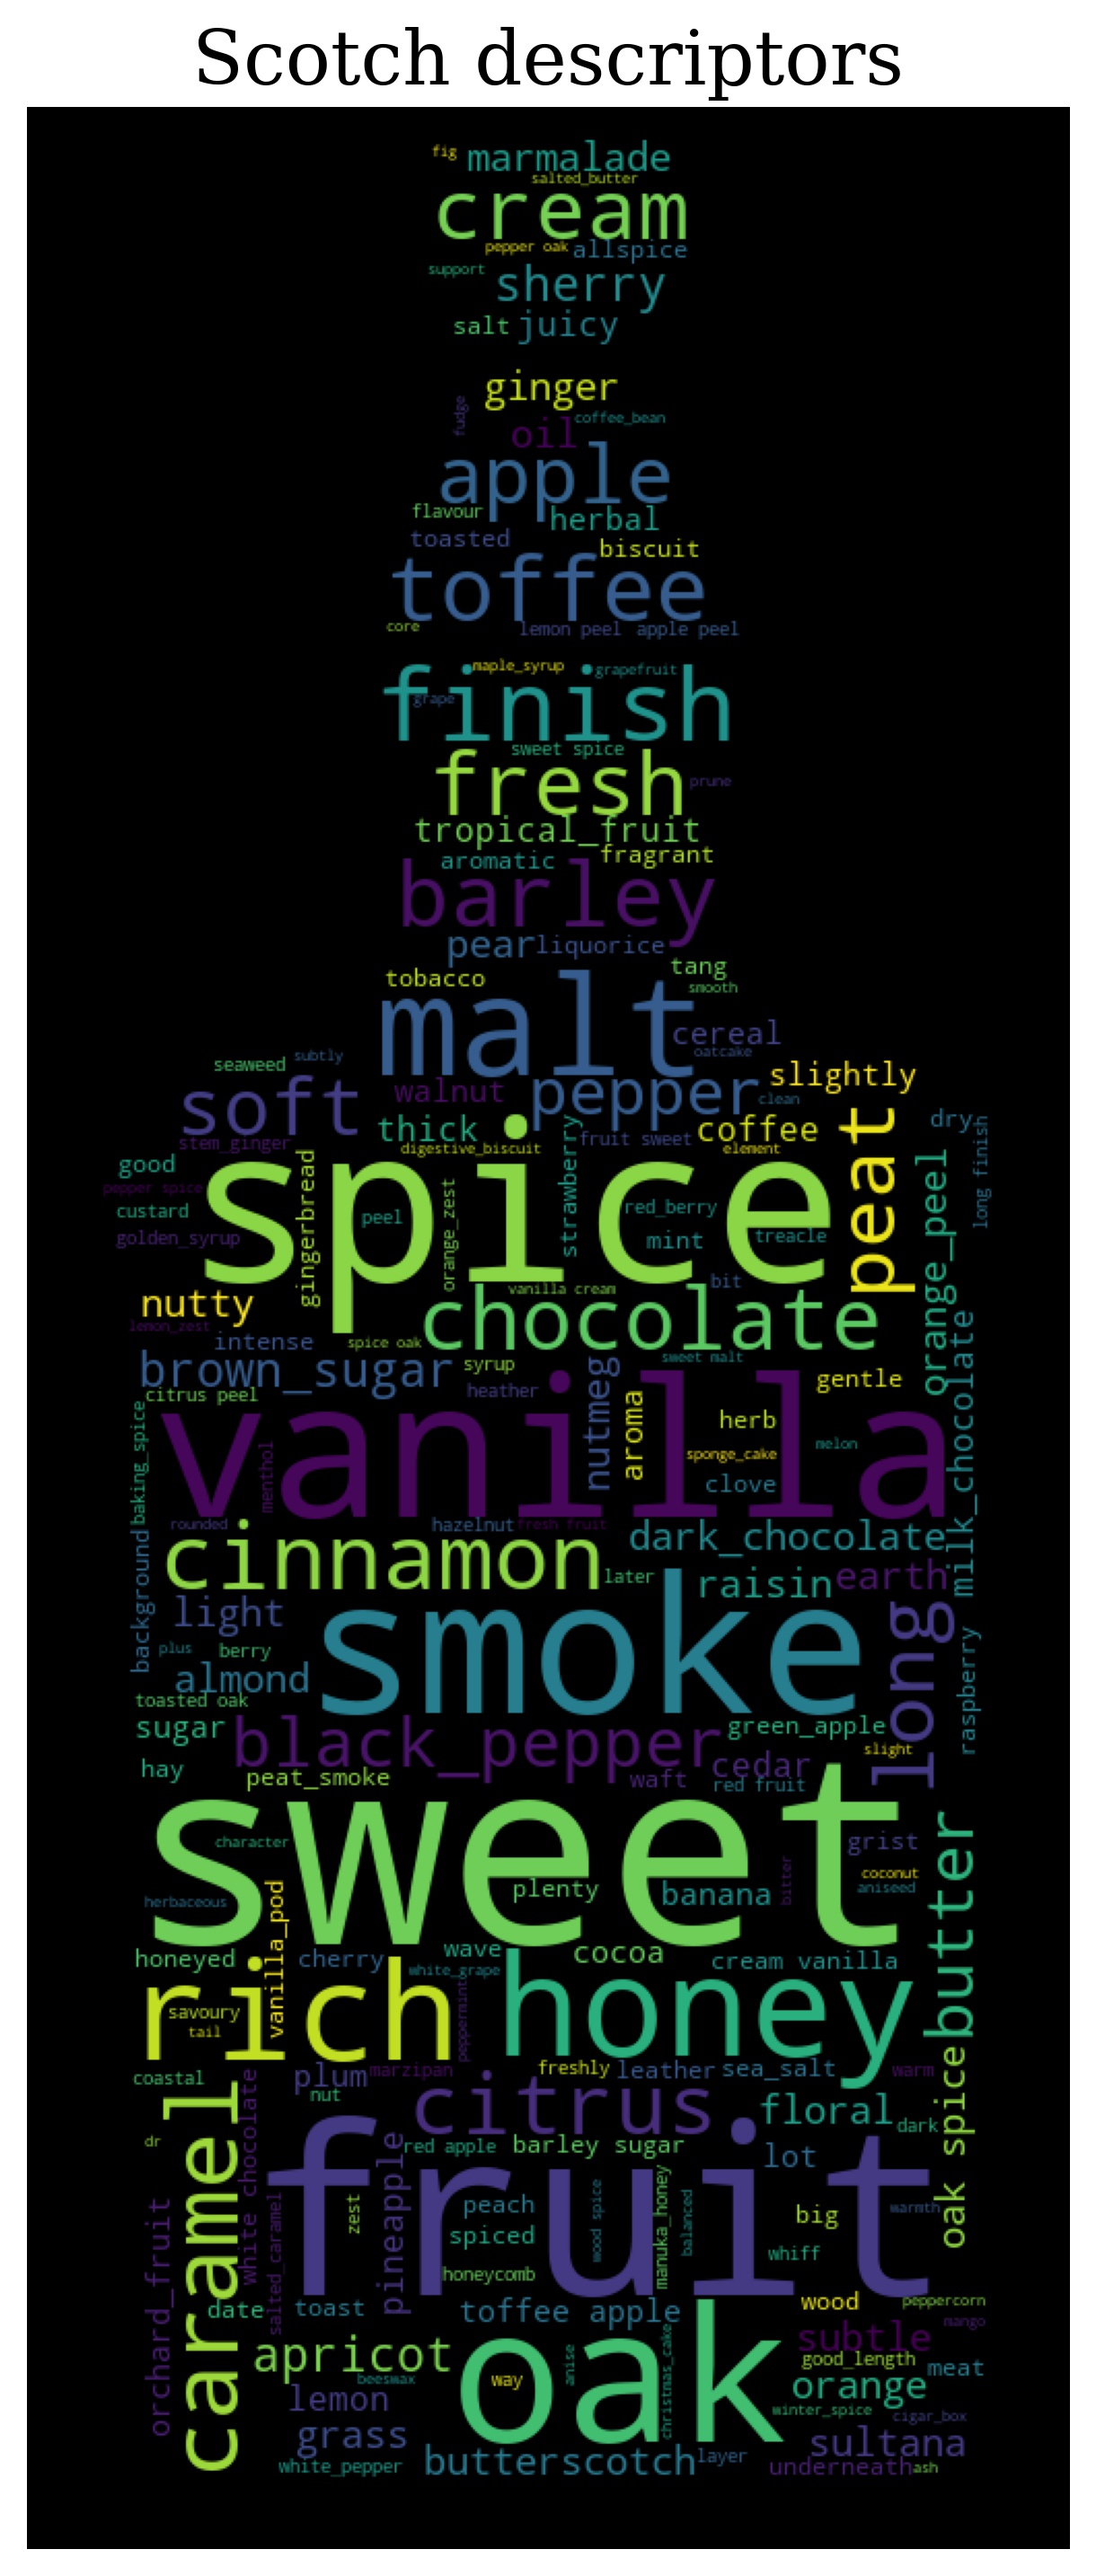 Scotch descriptors
fig
marmalade
salted_butter
cream
pepper oak
allspice
support
sherry
salt
juicy
ginger
fudge
coffee_bean
oil
apple
flavour
herbal
toasted
biscuit
toffee
core
lemon peel
apple peel
maple_syrup
grapefruit
finish
grape
sweet spice
fresh
prune
tropical_fruit
aromatic
fragrant
barley
pear
liquorice
tobacco
tang
smooth
malt
cereal
oatcake
seaweed
subtly
soft
walnut
pepper
slightly
clean
thick
coffee
peat
dry
long finish
stem_ginger
digestive_biscuit
strawberry
fruit sweet
element
good
pepper spice
spice
gingerbread
custard
golden_syrup
peel
orange_zest
red_berry
mint
treacle
orange_peel
nutty
vanilla cream
bit
lemon_zest
intense
spice oak
chocolate
milk_chocolate
brown_sugar
syrup
sweet malt
citrus peel
heather
nutmeg
gentle
vanilla
aroma
herb
baking_spice
menthol
sponge_cake
melon
clove
rounded
hazelnut
fresh fruit
dark_chocolate
cinnamon
later
raisin
earth
background
light
smoke
long
plus
berry
almond
raspberry
toasted oak
sugar
black_pepper
green_apple
slight
hay
peat_smoke
waft
cedar
red fruit
sweet
character
grist
plenty
banana
bitter
coconut
aniseed
herbaceous
butter
vanilla_pod
honeyed
cherry
wave
cocoa
cream vanilla
white_grape
rich
honey
savoury
tail
peppermint
coastal
plum
marzipan
freshly
leather
sea_salt
warm
nut
white chocolate
citrus
floral
dark
oak spice
dr
caramel
red apple
barley sugar
lot
fruit
pineapple
orchard_fruit
salted_caramel
zest
peach
wood spice
manuka_honey
balanced
big
warmth
spiced
whiff
honeycomb
date
toast
toffee apple
wood
peppercorn
mango
apricot
oak
subtle
beeswax
way
anise
christmas_cake
good_length
meat
lemon
orange
winter_spice
cigar_box
grass
sultana
white_pepper
butterscotch
layer
underneath
ash